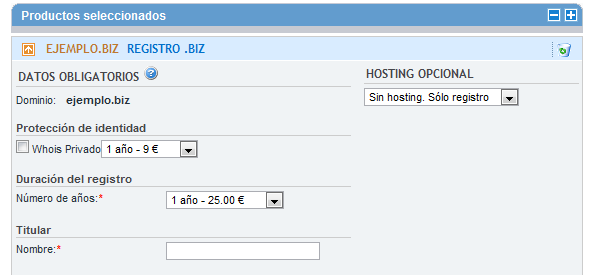 Productos seleccionados
EJEMPLO.BIZ REGISTRO .BIZ
DATOS OBLIGATORIOS ?
Dominio: ejemplo.biz
Protección de identidad
Whois Privado 1 año - 9 €
Duración del registro
Número de años:* 1 año - 25.00 €
Titular
Nombre:*
HOSTING OPCIONAL
Sin hosting. Sólo registro